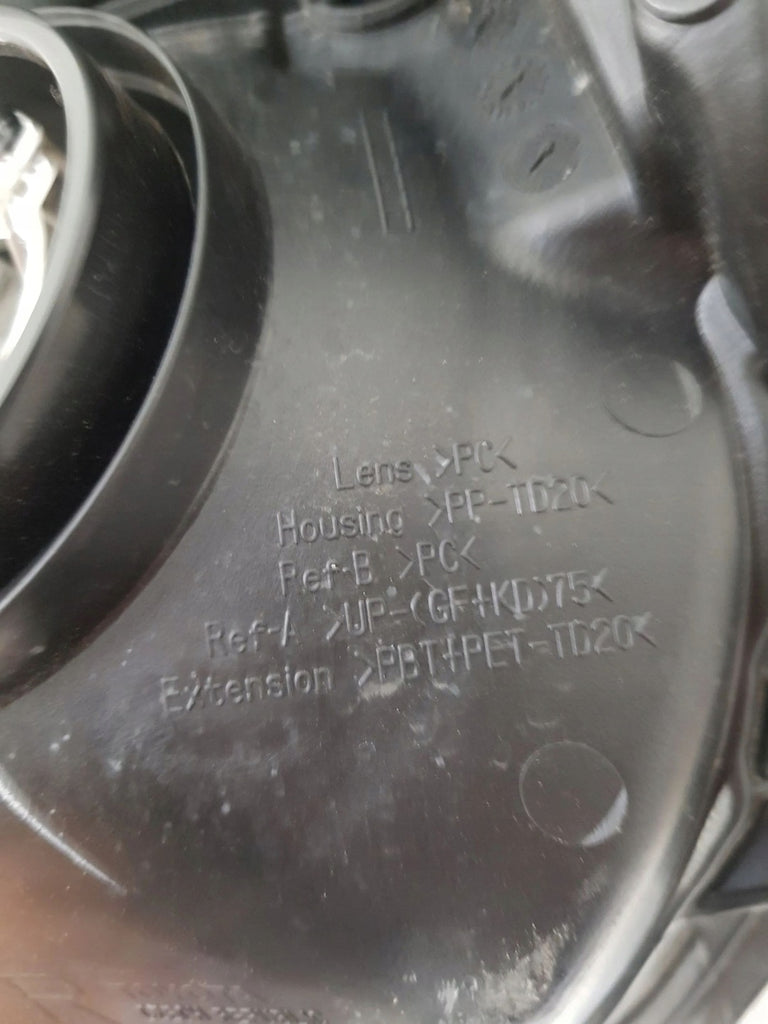 Lens >PC<
Housing >PP-TD20<
Ref-B >PC<
Ref-A >UP-(GF+KD)75<
Extension >PBT+PET-TD20<